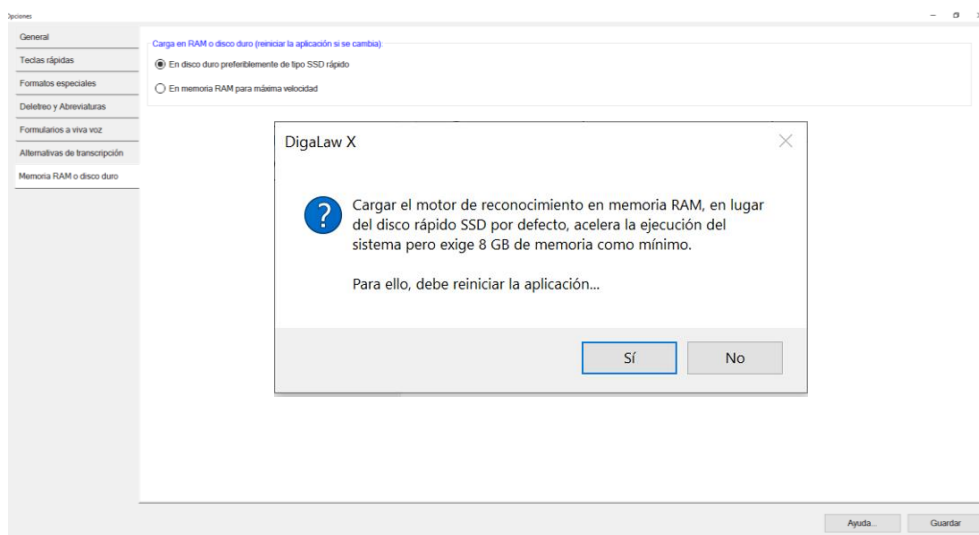 Opciones
General
Teclas rápidas
Formatos especiales
Deletreo y Abreviaturas
Formularios a viva voz
Alternativas de transcripción
Memoria RAM o disco duro
Carga en RAM o disco duro (reiniciar la aplicación si se cambia):
En disco duro preferiblemente de tipo SSD rápido
En memoria RAM para máxima velocidad
DigaLaw X
Cargar el motor de reconocimiento en memoria RAM, en lugar
del disco rápido SSD por defecto, acelera la ejecución del
sistema pero exige 8 GB de memoria como mínimo.
Para ello, debe reiniciar la aplicación...
Sí
No
Ayuda...
Guardar